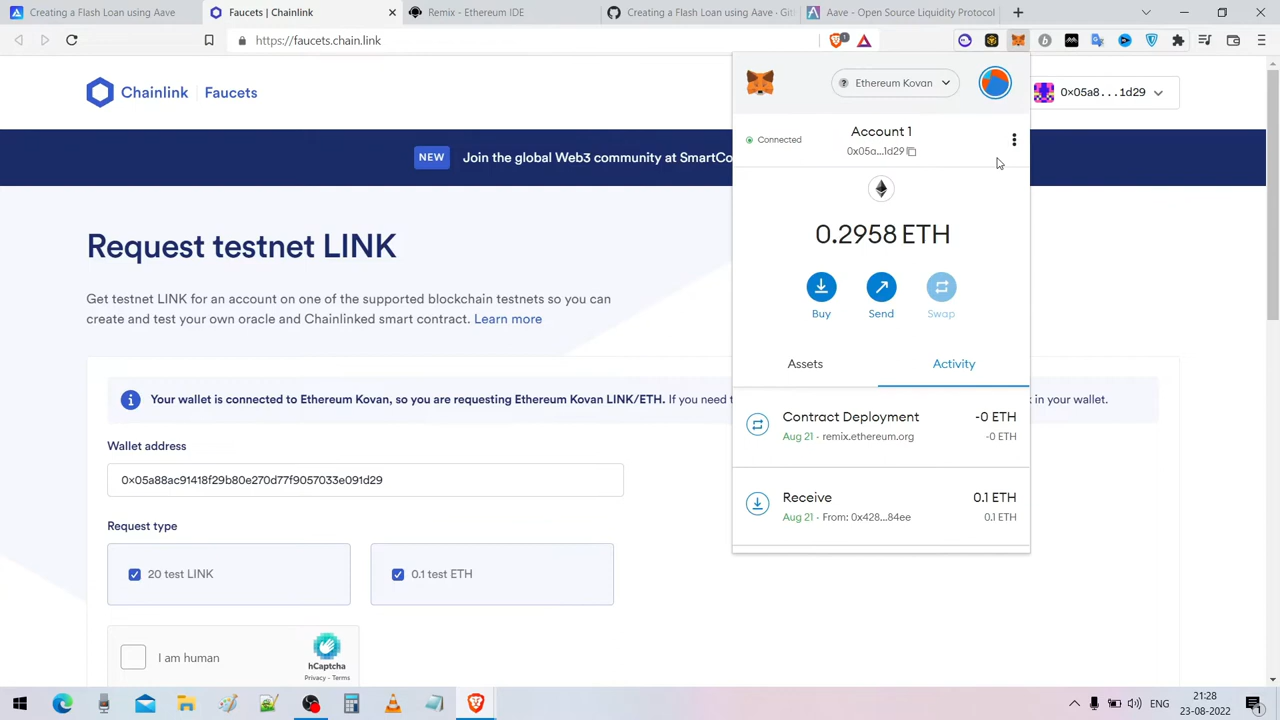 Creating a Flash Loan using Aave
Faucets | Chainlink
Remix - Ethereum IDE
Creating a Flash Loan using Aave · Git
Aave - Open Source Liquidity Protocol
https://faucets.chain.link
1
Chainlink
Faucets
0x05a8...1d29
NEW
Join the global Web3 community at SmartCo
Request testnet LINK
Get testnet LINK for an account on one of the supported blockchain testnets so you can
create and test your own oracle and Chainlinked smart contract. Learn more
Your wallet is connected to Ethereum Kovan, so you are requesting Ethereum Kovan LINK/ETH. If you need t
in your wallet.
Wallet address
0x05a88ac91418f29b80e270d77f9057033e091d29
Request type
20 test LINK
0.1 test ETH
I am human
hCaptcha
Privacy - Terms
Ethereum Kovan
Connected
Account 1
0x05a...1d29
0.2958 ETH
Buy
Send
Swap
Assets
Activity
Contract Deployment
-0 ETH
Aug 21 - remix.ethereum.org
-0 ETH
Receive
0.1 ETH
Aug 21 - From: 0x428...84ee
0.1 ETH
ENG
21:28
23-08-2022
1